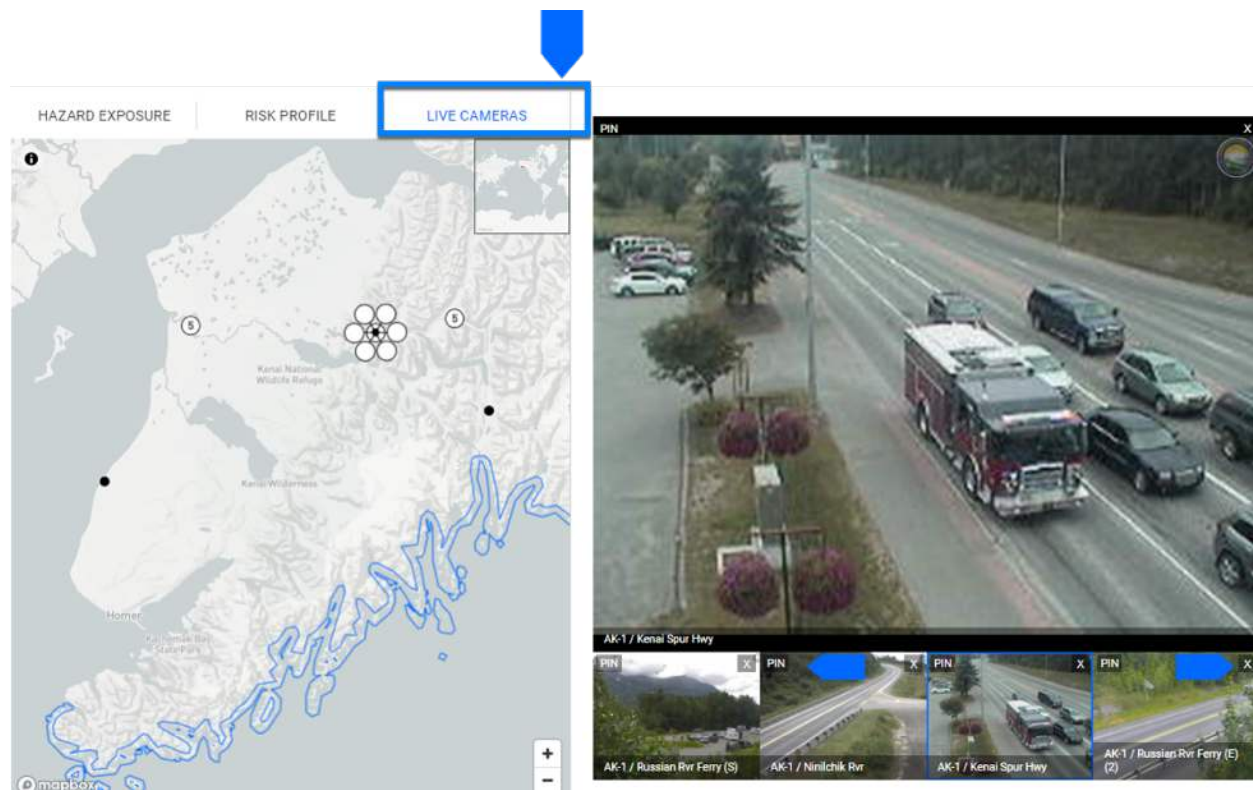 HAZARD EXPOSURE
RISK PROFILE
LIVE CAMERAS
PIN
X
5
5
Kenai National
Wildlife Refuge
Kenai Wilderness
Homer
Kachemak Bay
State Park
+
−
mapbox
AK-1 / Kenai Spur Hwy
PIN
X
AK-1 / Russian Rvr Ferry (S)
PIN
X
AK-1 / Ninilchik Rvr
PIN
X
AK-1 / Kenai Spur Hwy
PIN
X
AK-1 / Russian Rvr Ferry (E)
(2)